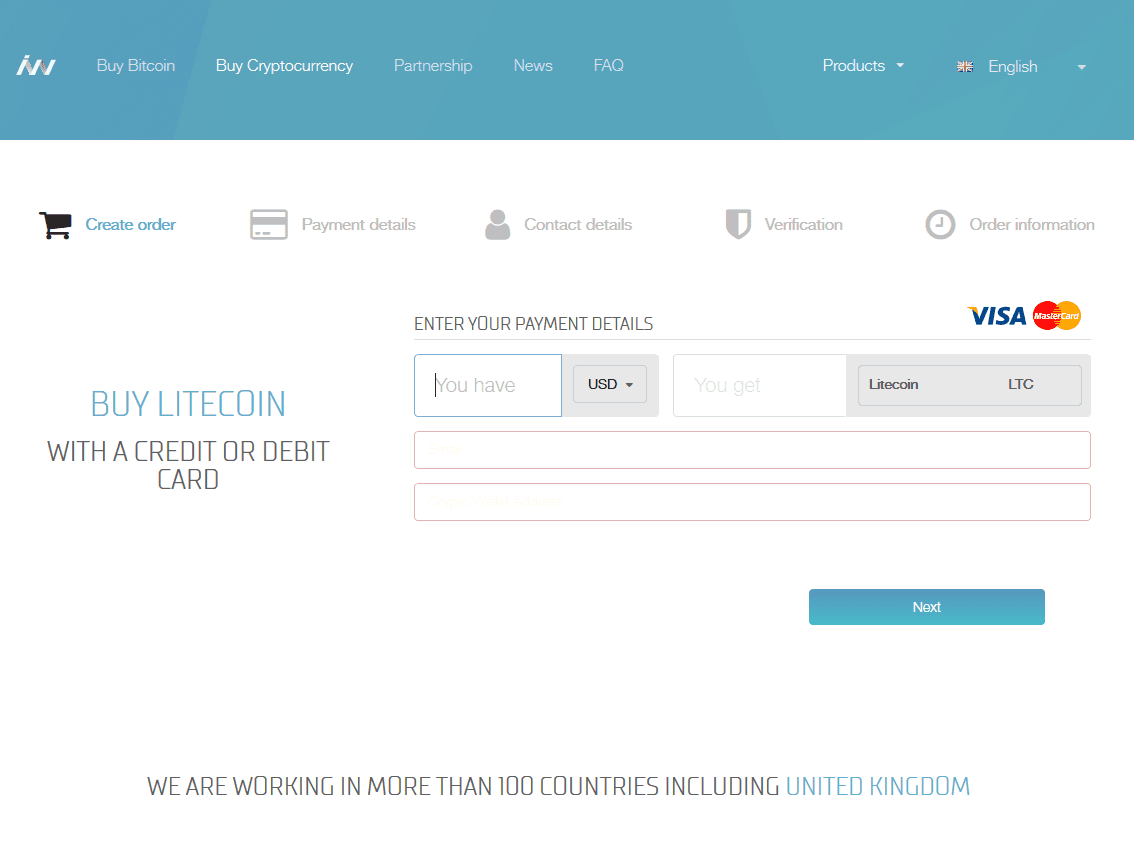 Buy Bitcoin Buy Cryptocurrency Partnership News FAQ Products English
Create order Payment details Contact details Verification Order information
VISA MasterCard
ENTER YOUR PAYMENT DETAILS
You have USD You get Litecoin LTC
BUY LITECOIN
WITH A CREDIT OR DEBIT
CARD
Next
WE ARE WORKING IN MORE THAN 100 COUNTRIES INCLUDING UNITED KINGDOM